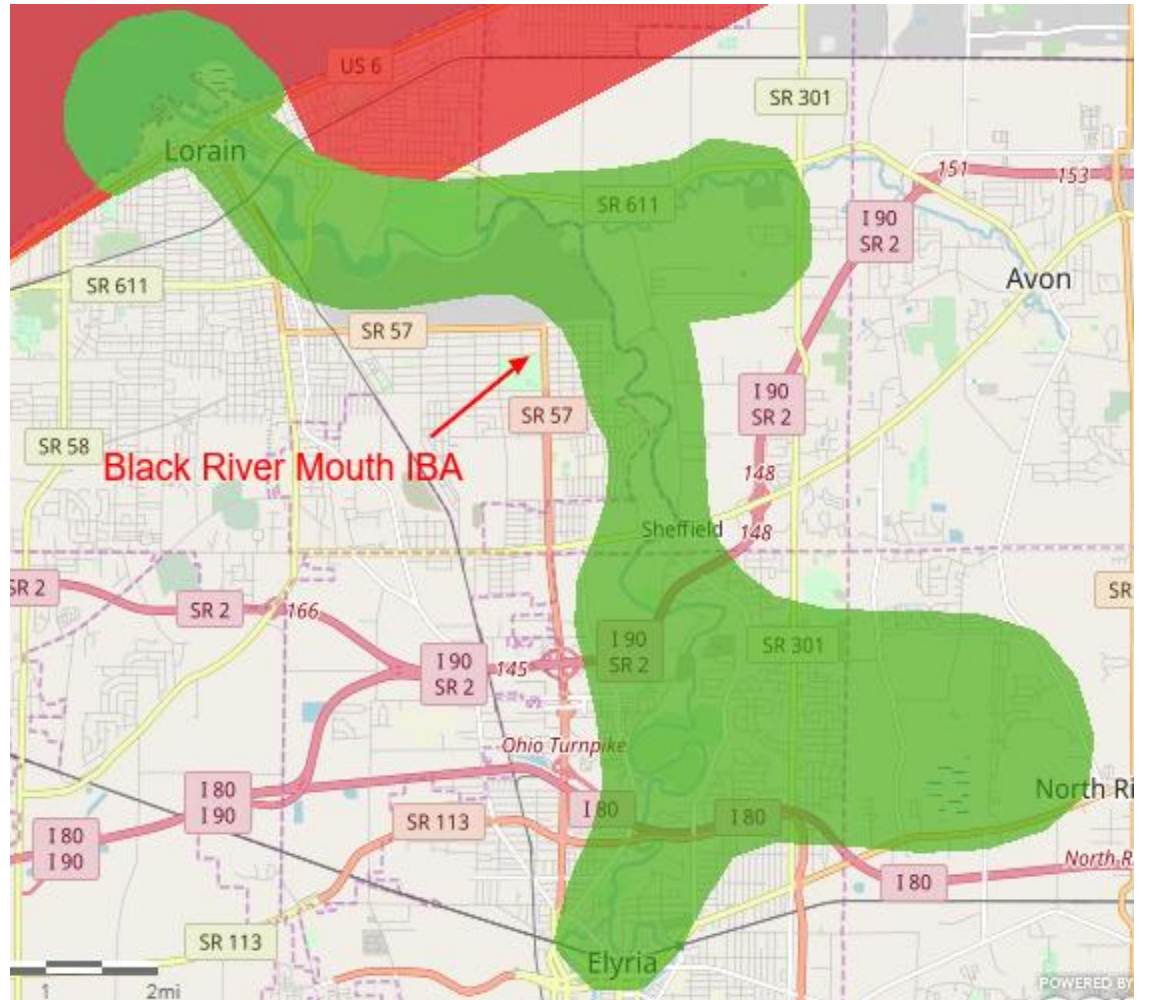 US 6
SR 301
Lorain
151
153
SR 611
I 90
SR 2
Avon
SR 611
SR 57
I 90
SR 2
SR 57
SR 58
Black River Mouth IBA
148
Sheffield
148
SR 2
SR 2
166
SR
I 90
SR 2
SR 301
I 90
SR 2
145
Ohio Turnpike
I 80
I 90
North Ri
I 80
I 80
SR 113
I 80
I 90
North R
I 80
SR 113
Elyria
1
2mi
POWERED BY